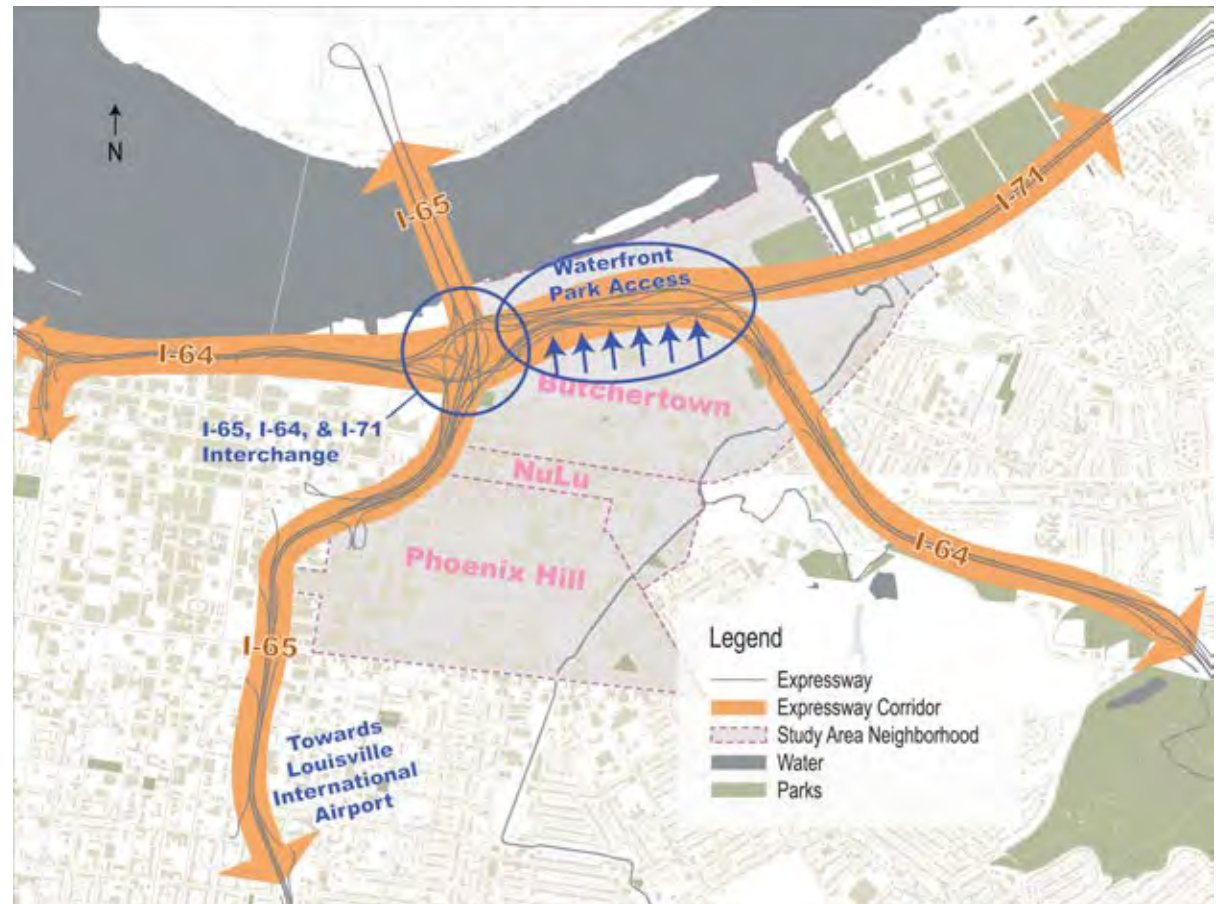 N
I-65
I-71
Waterfront
Park Access
I-64
Butchertown
I-65, I-64, & I-71
Interchange
NuLu
Phoenix Hill
I-64
I-65
Towards
Louisville
International
Airport
Legend
Expressway
Expressway Corridor
Study Area Neighborhood
Water
Parks